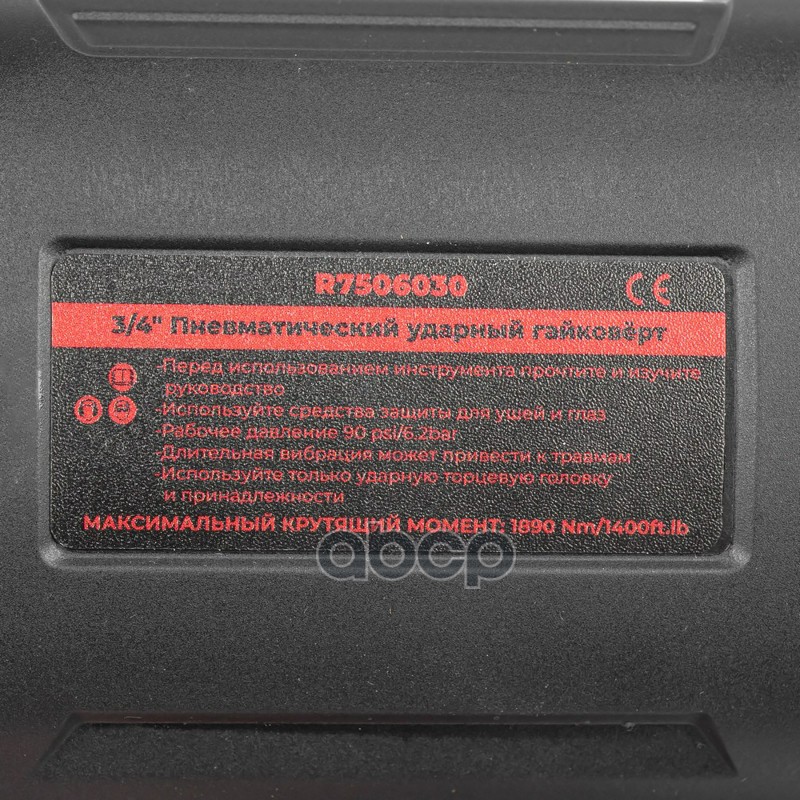 R7506030 CE
3/4" Пневматический ударный гайковёрт
-Перед использованием инструмента прочтите и изучите
руководство
-Используйте средства защиты для ушей и глаз
-Рабочее давление 90 psi/6.2bar
-Длительная вибрация может привести к травмам
-Используйте только ударную торцевую головку
и принадлежности
МАКСИМАЛЬНЫЙ КРУТЯЩИЙ МОМЕНТ: 1890 Nm/1400ft.lb
abcp